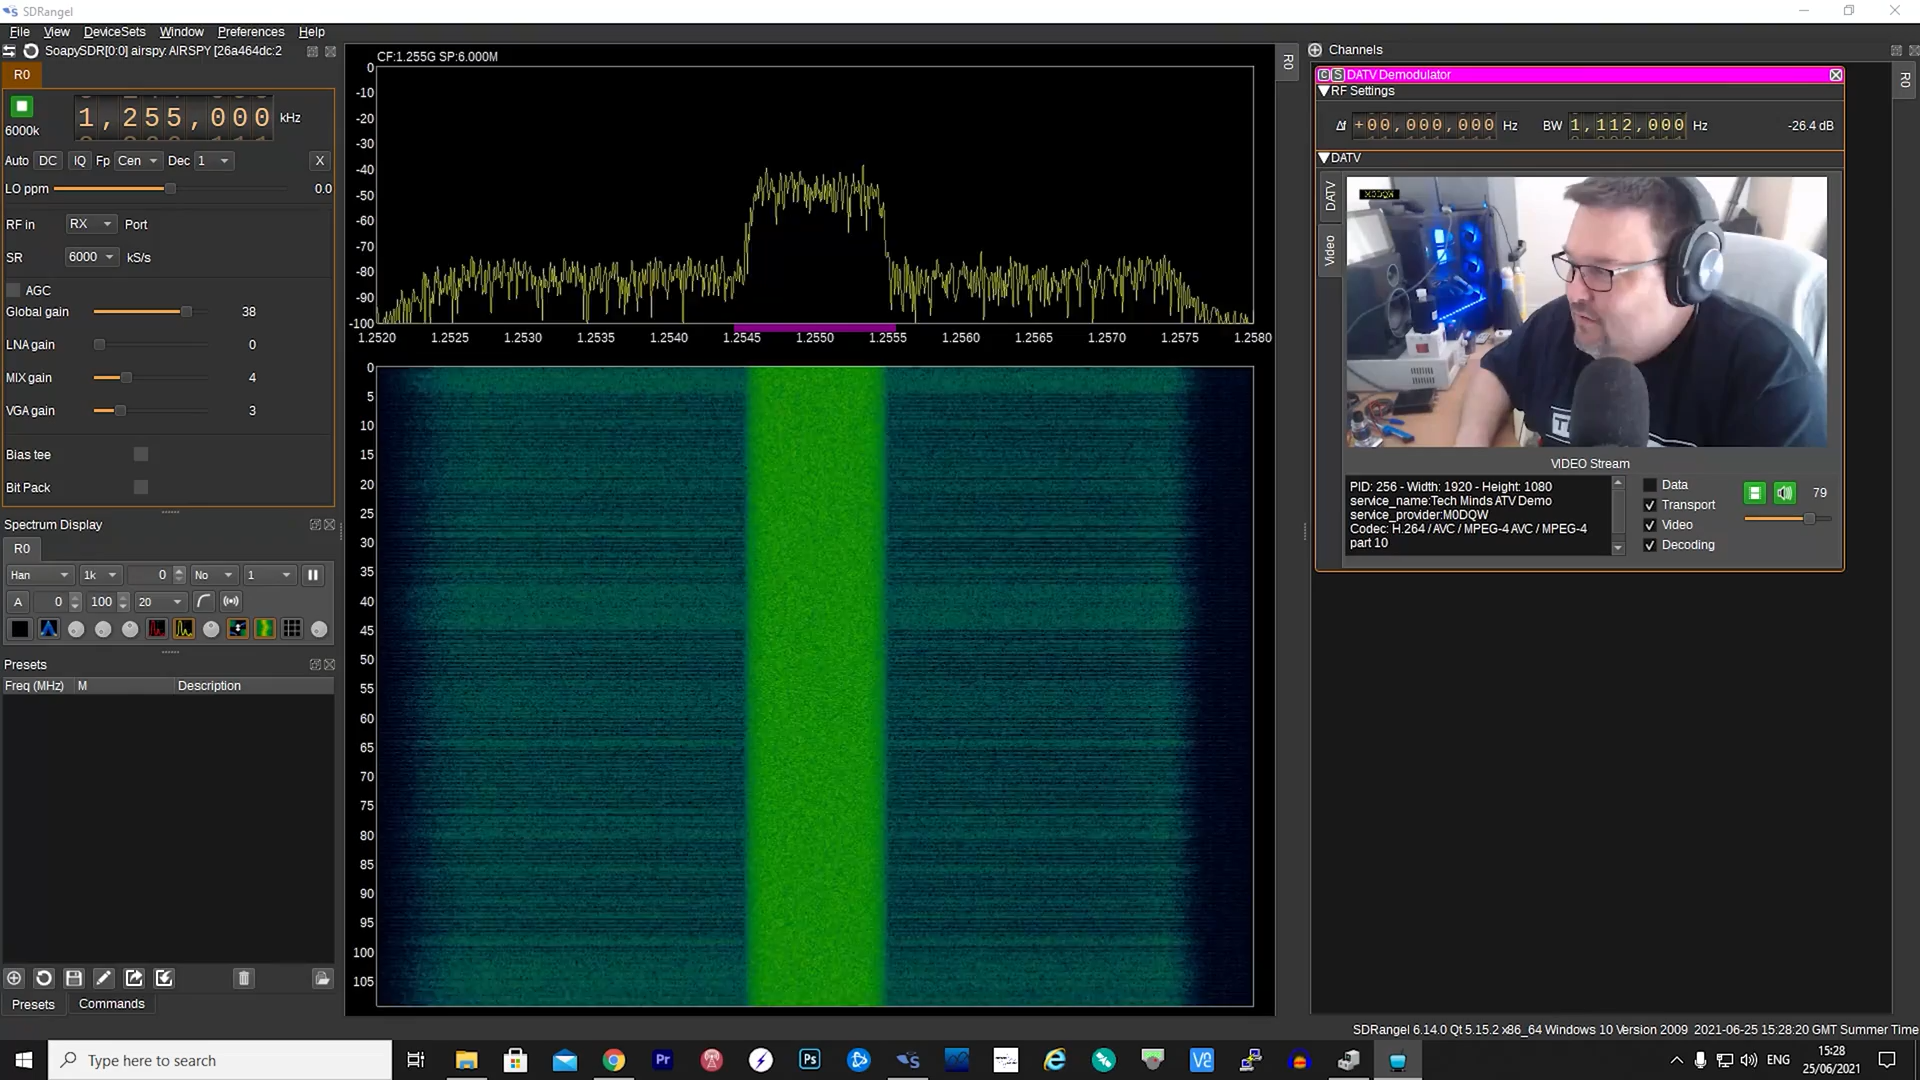 SDRangel
File View DeviceSets Window Preferences Help
SoapySDR[0:0] airspy: AIRSPY [26a464dc:2
R0
6000k
1,255,000 kHz
Auto DC IQ Fp Cen Dec 1 X
LO ppm 0.0
RF in RX Port
SR 6000 kS/s
AGC
Global gain 38
LNA gain 0
MIX gain 4
VGA gain 3
Bias tee
Bit Pack
Spectrum Display
R0
Han 1k 0 No 1
A 0 100 20
Presets
Freq (MHz) M Description
Presets Commands
CF:1.255G SP:6.000M
0
-10
-20
-30
-40
-50
-60
-70
-80
-90
-100
1.2520 1.2525 1.2530 1.2535 1.2540 1.2545 1.2550 1.2555 1.2560 1.2565 1.2570 1.2575 1.2580
0
5
10
15
20
25
30
35
40
45
50
55
60
65
70
75
80
85
90
95
100
105
R0
Channels
R0
C S DATV Demodulator
RF Settings
Δf +00,000,000 Hz BW 1,112,000 Hz -26.4 dB
DATV
DATV
Video
M0DQW
VIDEO Stream
PID: 256 - Width: 1920 - Height: 1080
service_name:Tech Minds ATV Demo
service_provider:M0DQW
Codec: H.264 / AVC / MPEG-4 AVC / MPEG-4
part 10
Data
Transport
Video
Decoding
79
SDRangel 6.14.0 Qt 5.15.2 x86_64 Windows 10 Version 2009 2021-06-25 15:28:20 GMT Summer Time
Type here to search
Pr
Ps
ENG
15:28
25/06/2021